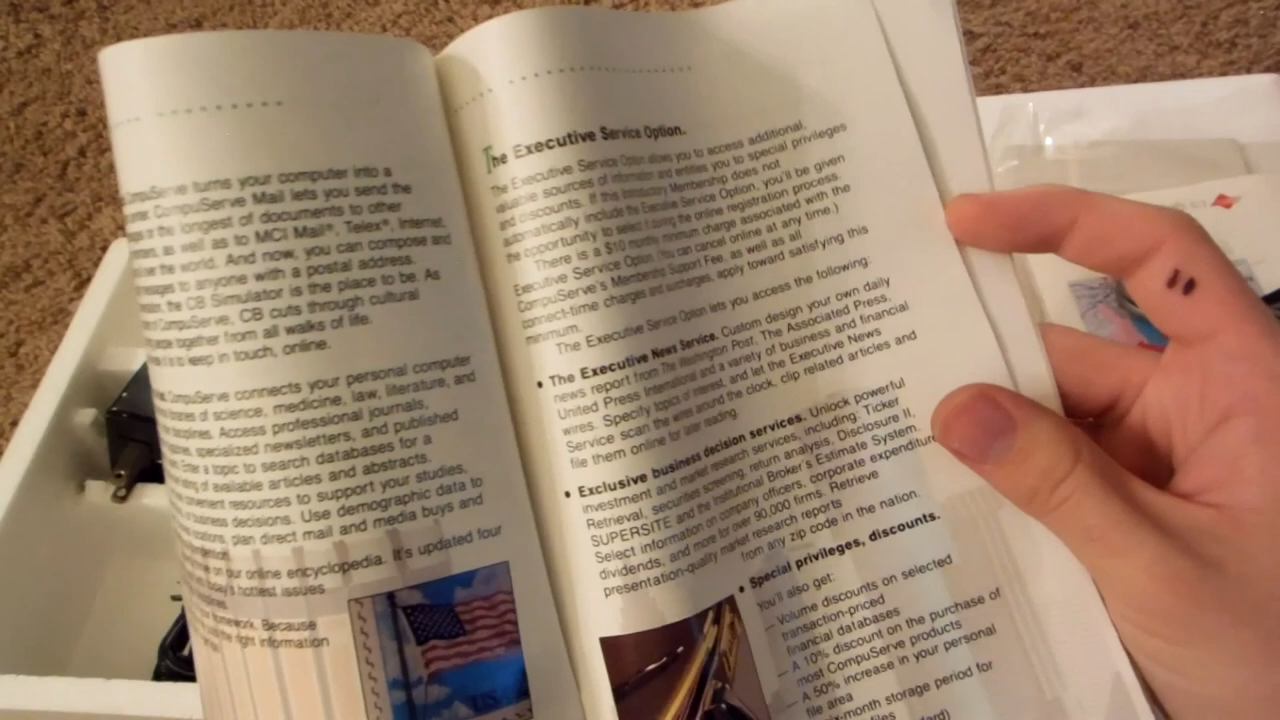 CompuServe turns your computer into a
CompuServe Mail lets you send the
or the longest of documents to other
as well as to MCI Mail®, Telex®, Internet,
the world. And now, you can compose and
messages to anyone with a postal address.
the CB Simulator is the place to be. As
CompuServe, CB cuts through cultural
together from all walks of life.
to keep in touch, online.
CompuServe connects your personal computer
of science, medicine, law, literature, and
disciplines. Access professional journals,
specialized newsletters, and published
Enter a topic to search databases for a
listing of available articles and abstracts.
convenient resources to support your studies,
business decisions. Use demographic data to
plan direct mail and media buys and
on our online encyclopedia. It's updated four
today's hottest issues
homework. Because
the right information
US
The Executive Service Option.
The Executive Service Option allows you to access additional,
valuable sources of information and entitles you to special privileges
and discounts. If this Introductory Membership does not
automatically include the Executive Service Option, you'll be given
the opportunity to select it during the online registration process.
There is a $10 monthly minimum charge associated with the
Executive Service Option (You can cancel online at any time.)
CompuServe's Membership Support Fee, as well as all
connect-time charges and surcharges, apply toward satisfying this
minimum.
The Executive Service Option lets you access the following:
• The Executive News Service. Custom design your own daily
news report from The Washington Post, The Associated Press,
United Press International and a variety of business and financial
wires. Specify topics of interest, and let the Executive News
Service scan the wires around the clock, clip related articles and
file them online for later reading.
• Exclusive business decision services. Unlock powerful
investment and market research services, including: Ticker
Retrieval, securities screening, return analysis, Disclosure II,
SUPERSITE and the Institutional Broker's Estimate System.
Select information on company officers, corporate expenditure
dividends, and more for over 90,000 firms. Retrieve
presentation-quality market research reports
from any zip code in the nation.
• Special privileges, discounts.
You'll also get:
– Volume discounts on selected
transaction-priced
financial databases
– A 10% discount on the purchase of
most CompuServe products
– A 50% increase in your personal
file area
six-month storage period for
files